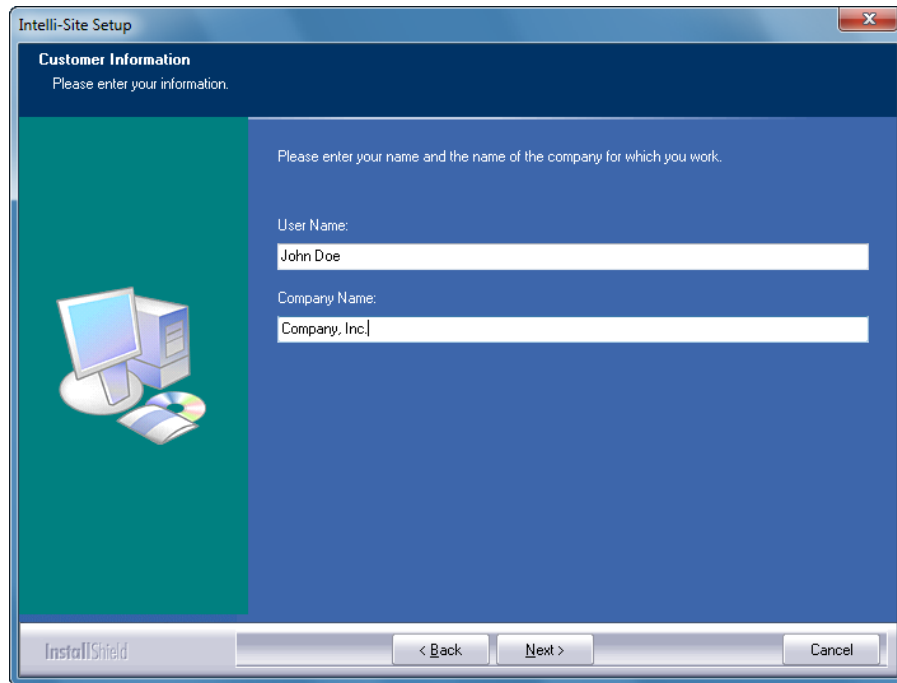 Intelli-Site Setup
Customer Information
Please enter your information.
Please enter your name and the name of the company for which you work.
User Name:
John Doe
Company Name:
Company, Inc.
InstallShield
< Back
Next >
Cancel